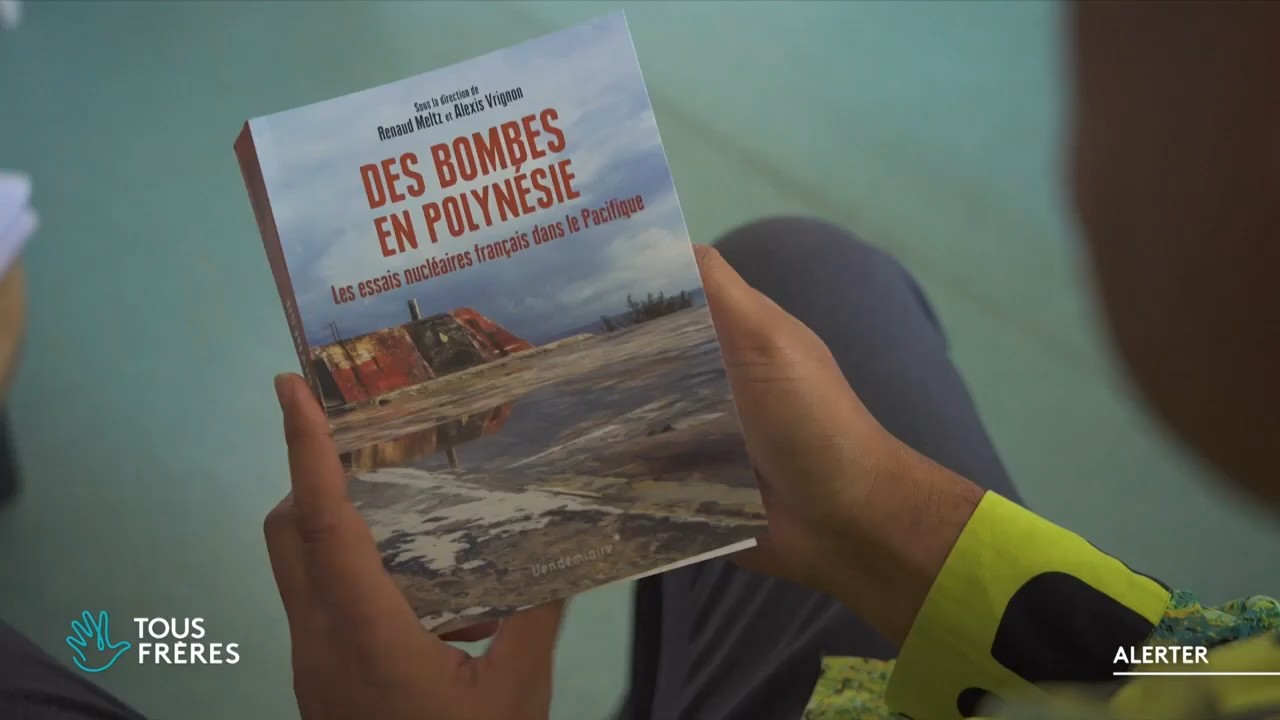 Sous la direction de
Renaud Meltz et Alexis Vrignon
DES BOMBES
EN POLYNÉSIE
Les essais nucléaires français dans le Pacifique
Vendémiaire
TOUS
FRÈRES
ALERTER